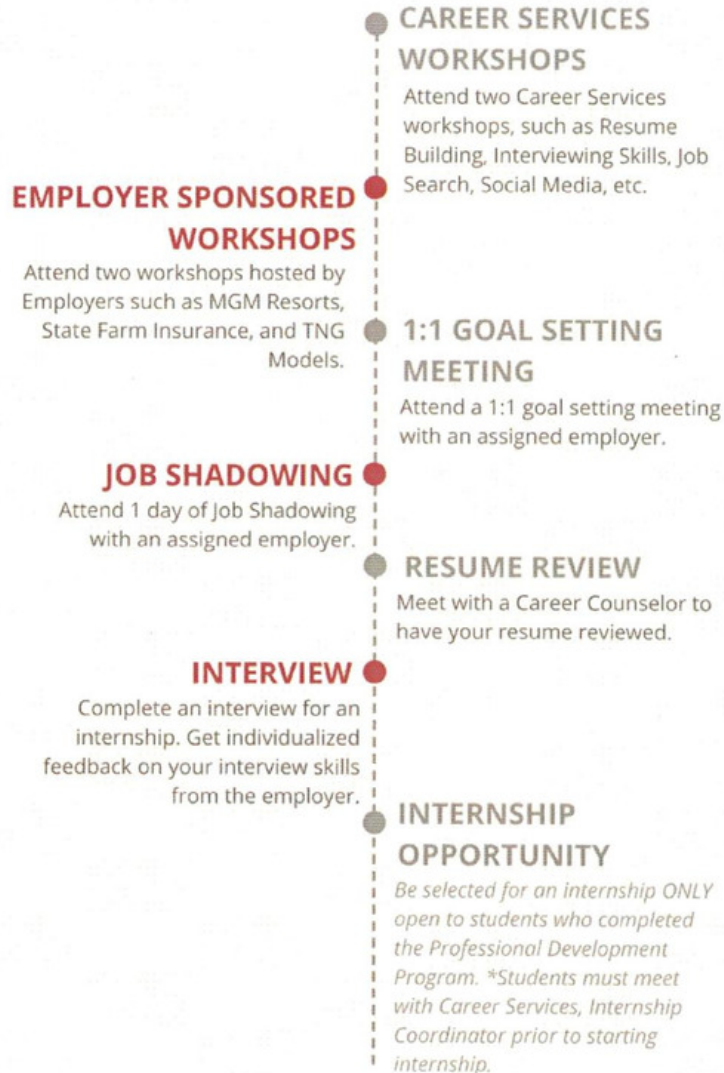 CAREER SERVICES
WORKSHOPS
Attend two Career Services
workshops, such as Resume
Building, Interviewing Skills, Job
Search, Social Media, etc.
EMPLOYER SPONSORED
WORKSHOPS
Attend two workshops hosted by
Employers such as MGM Resorts,
State Farm Insurance, and TNG
Models.
1:1 GOAL SETTING
MEETING
Attend a 1:1 goal setting meeting
with an assigned employer.
JOB SHADOWING
Attend 1 day of Job Shadowing
with an assigned employer.
RESUME REVIEW
Meet with a Career Counselor to
have your resume reviewed.
INTERVIEW
Complete an interview for an
internship. Get individualized
feedback on your interview skills
from the employer.
INTERNSHIP
OPPORTUNITY
Be selected for an internship ONLY
open to students who completed
the Professional Development
Program. *Students must meet
with Career Services, Internship
Coordinator prior to starting
internship.